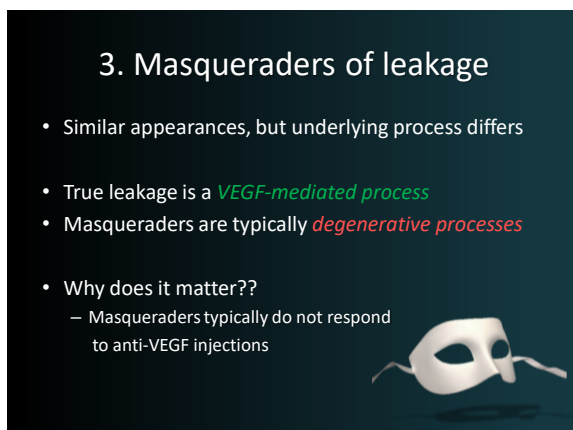 3. Masqueraders of leakage
• Similar appearances, but underlying process differs
• True leakage is a VEGF-mediated process
• Masqueraders are typically degenerative processes
• Why does it matter??
– Masqueraders typically do not respond
to anti-VEGF injections